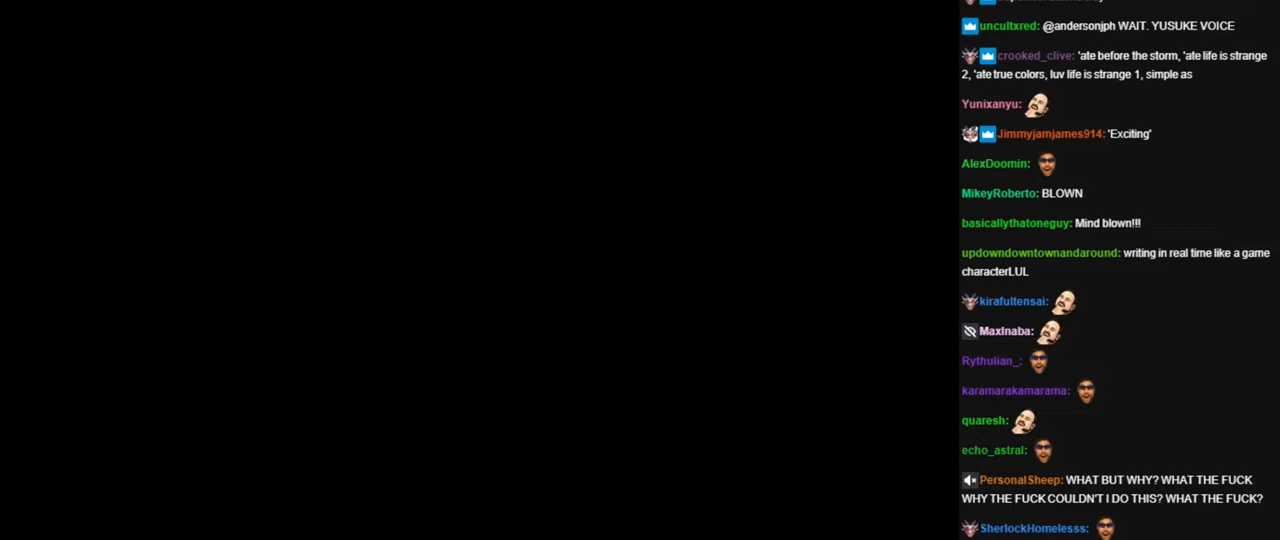 uncultxred: @andersonjph WAIT. YUSUKE VOICE
crooked_clive: 'ate before the storm, 'ate life is strange
2, 'ate true colors, luv life is strange 1, simple as
Yunixanyu:
Jimmyjamjames914: 'Exciting'
AlexDoomin:
MikeyRoberto: BLOWN
basicallythatoneguy: Mind blown!!!
updowndowntownandaround: writing in real time like a game
characterLUL
kirafultensai:
MaxInaba:
Rythulian_:
karamarakamarama:
quaresh:
echo_astral:
PersonalSheep: WHAT BUT WHY? WHAT THE FUCK
WHY THE FUCK COULDN'T I DO THIS? WHAT THE FUCK?
SherlockHomelesss: